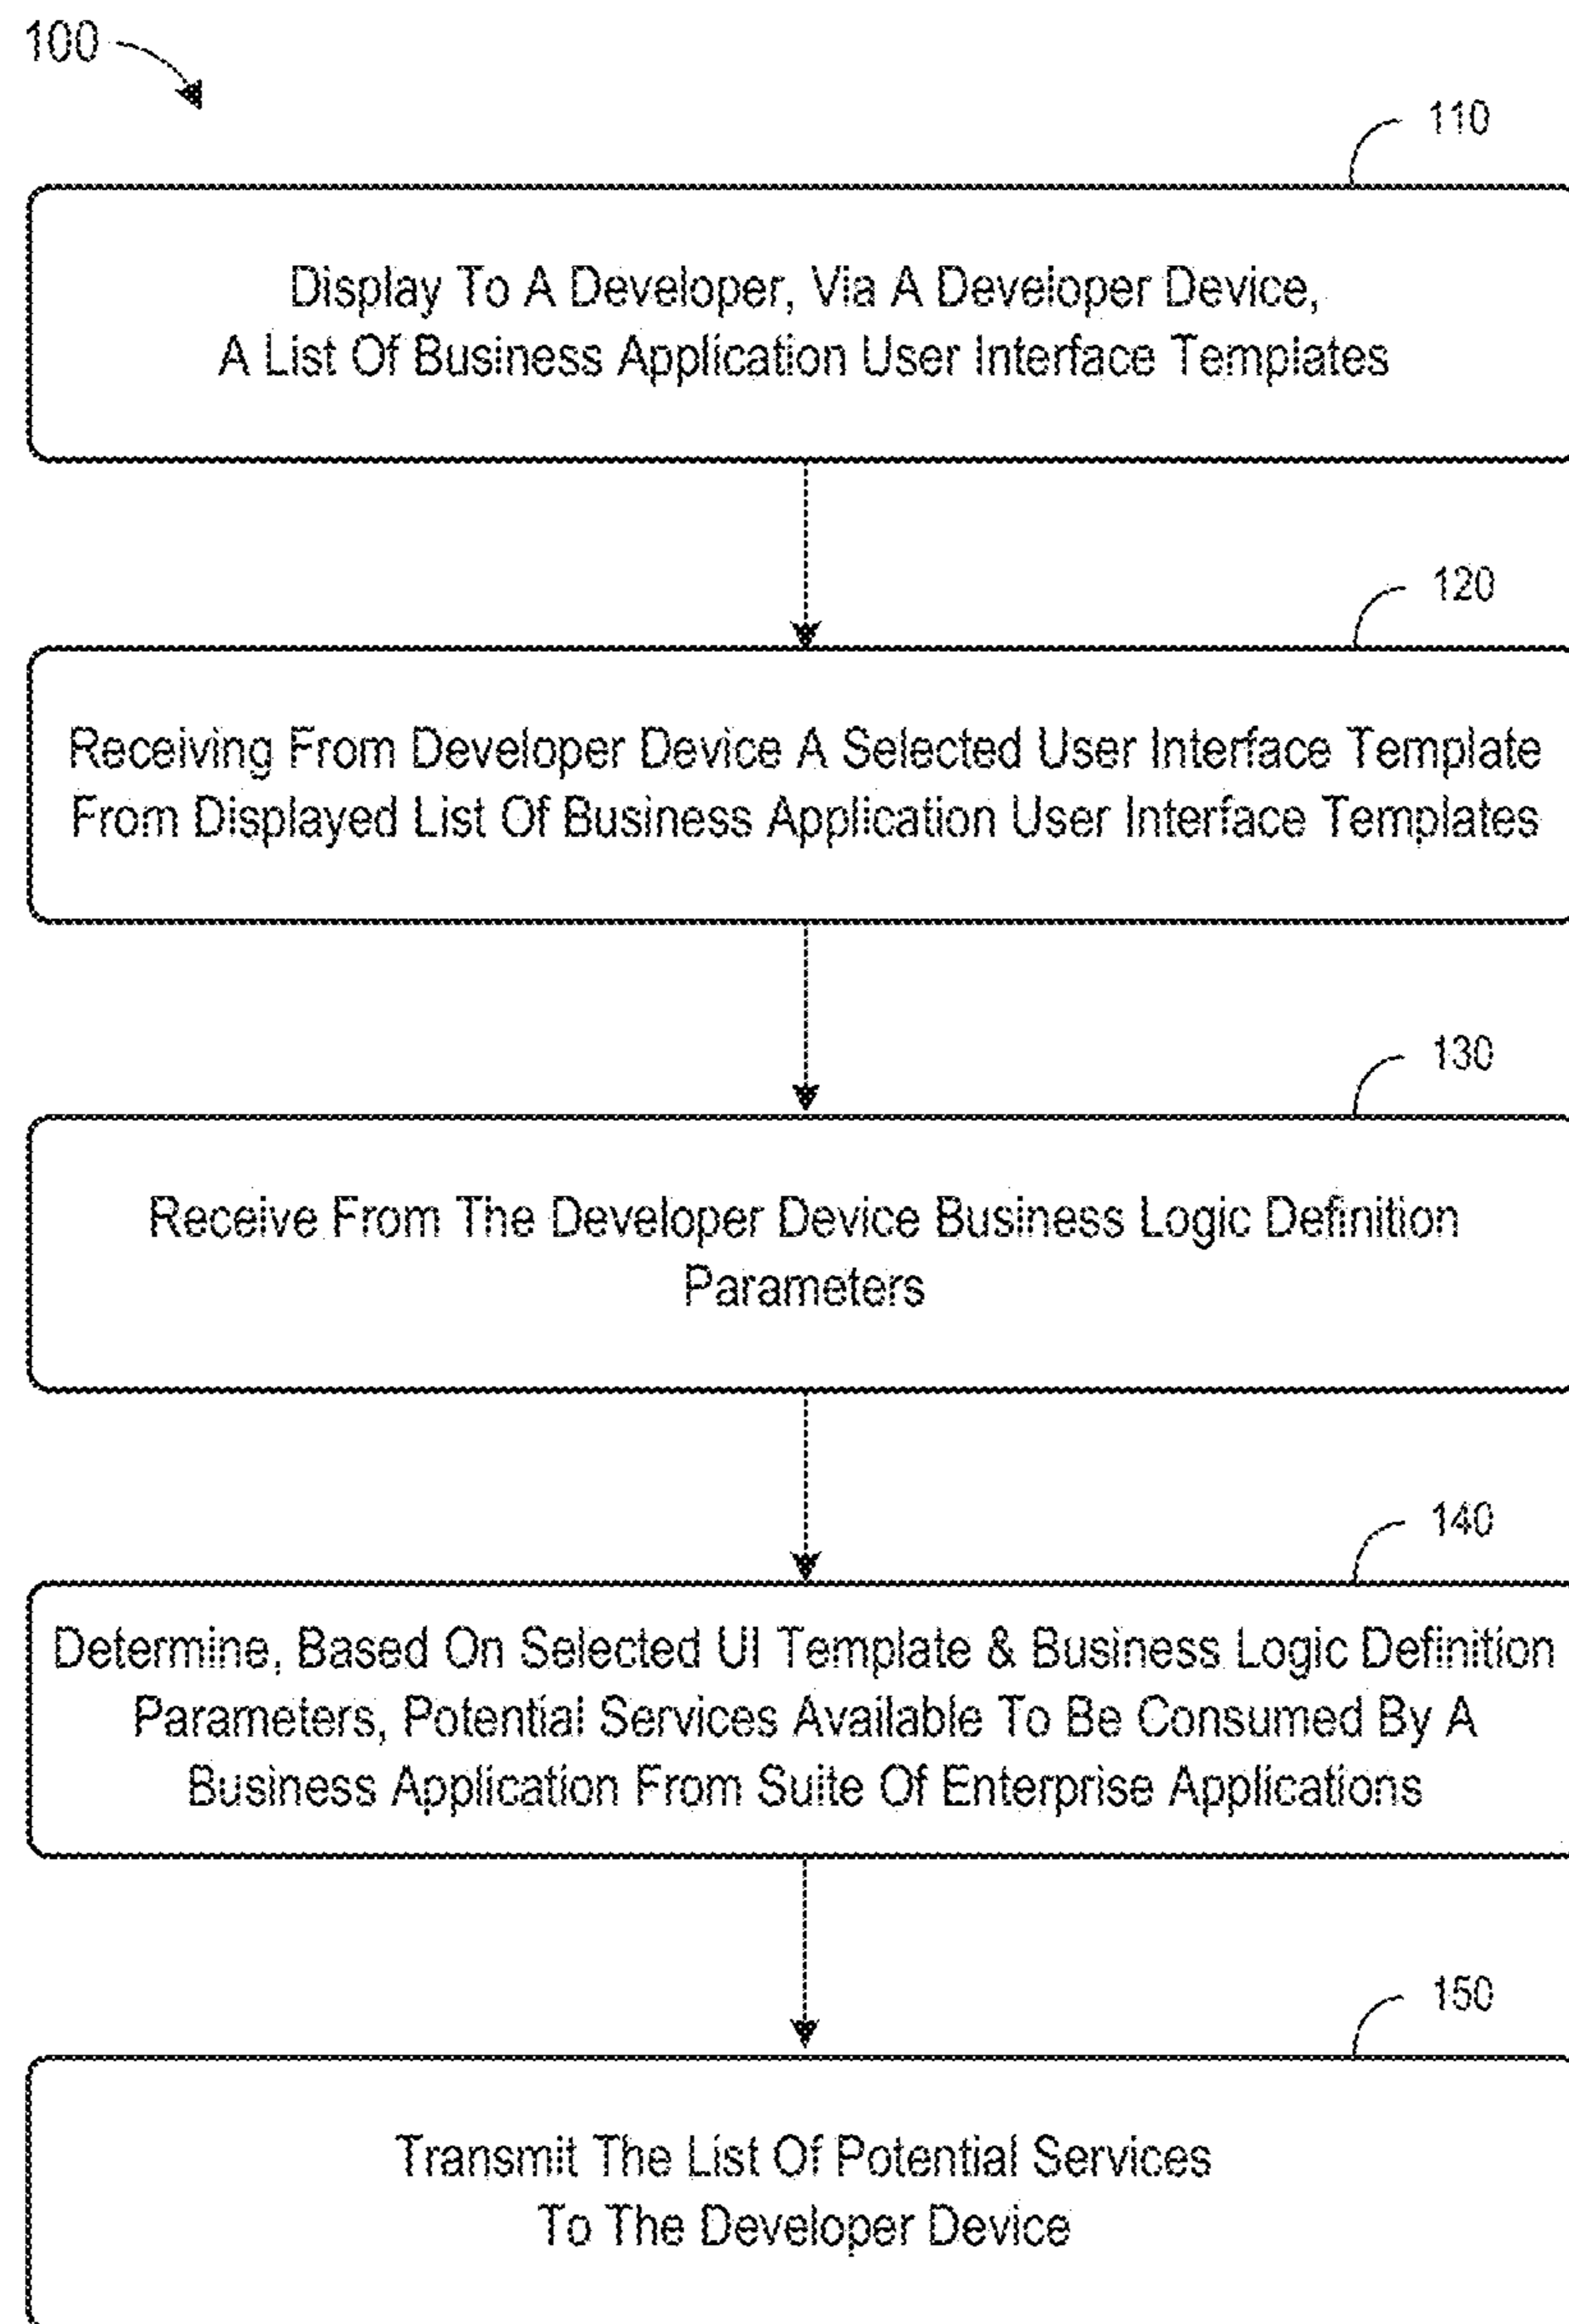 100
110
Display To A Developer, Via A Developer Device,
A List Of Business Application User Interface Templates
120
Receiving From Developer Device A Selected User Interface Template
From Displayed List Of Business Application User Interface Templates
130
Receive From The Developer Device Business Logic Definition
Parameters
140
Determine, Based On Selected UI Template & Business Logic Definition
Parameters, Potential Services Available To Be Consumed By A
Business Application From Suite Of Enterprise Applications
150
Transmit The List Of Potential Services
To The Developer Device